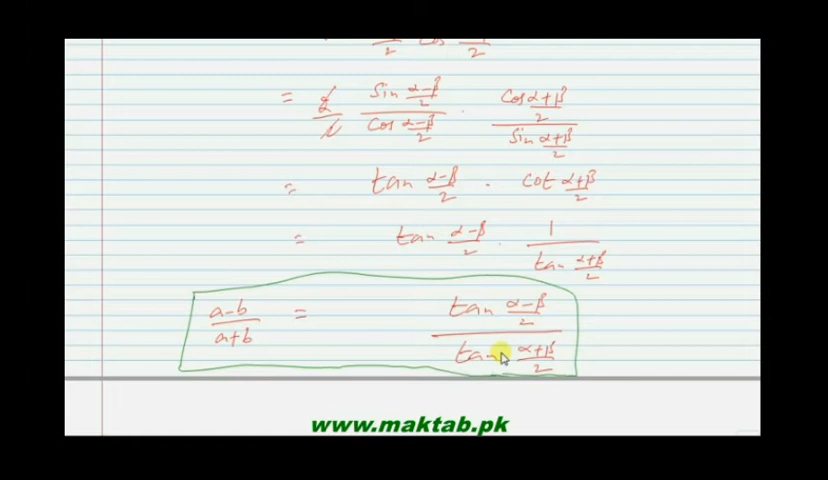 = 2/2 sin (α-β)/2 / cos (α-β)/2 · cos (α+β)/2 / sin (α+β)/2
= tan (α-β)/2 · cot (α+β)/2
= tan (α-β)/2 · 1 / tan (α+β)/2
a-b / a+b = tan (α-β)/2 / tan (α+β)/2
www.maktab.pk